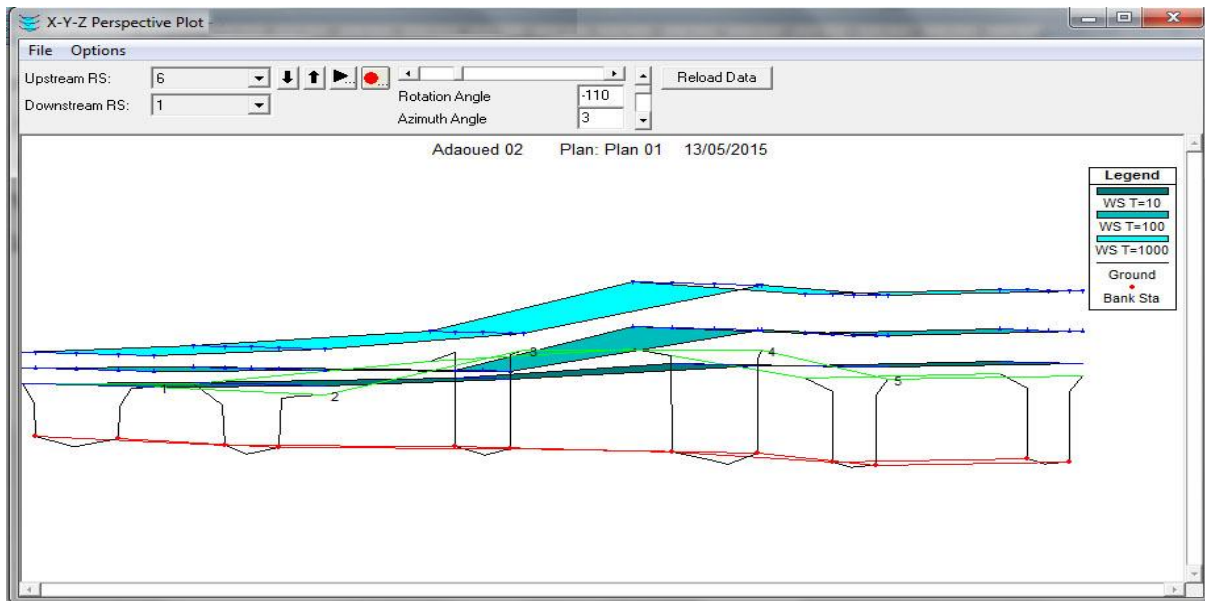 X-Y-Z Perspective Plot -
File Options
Upstream RS: 6
Downstream RS: 1
Rotation Angle -110
Azimuth Angle 3
Reload Data
Adaoued 02 Plan: Plan 01 13/05/2015
Legend
WS T=10
WS T=100
WS T=1000
Ground
Bank Sta
1
2
3
4
5